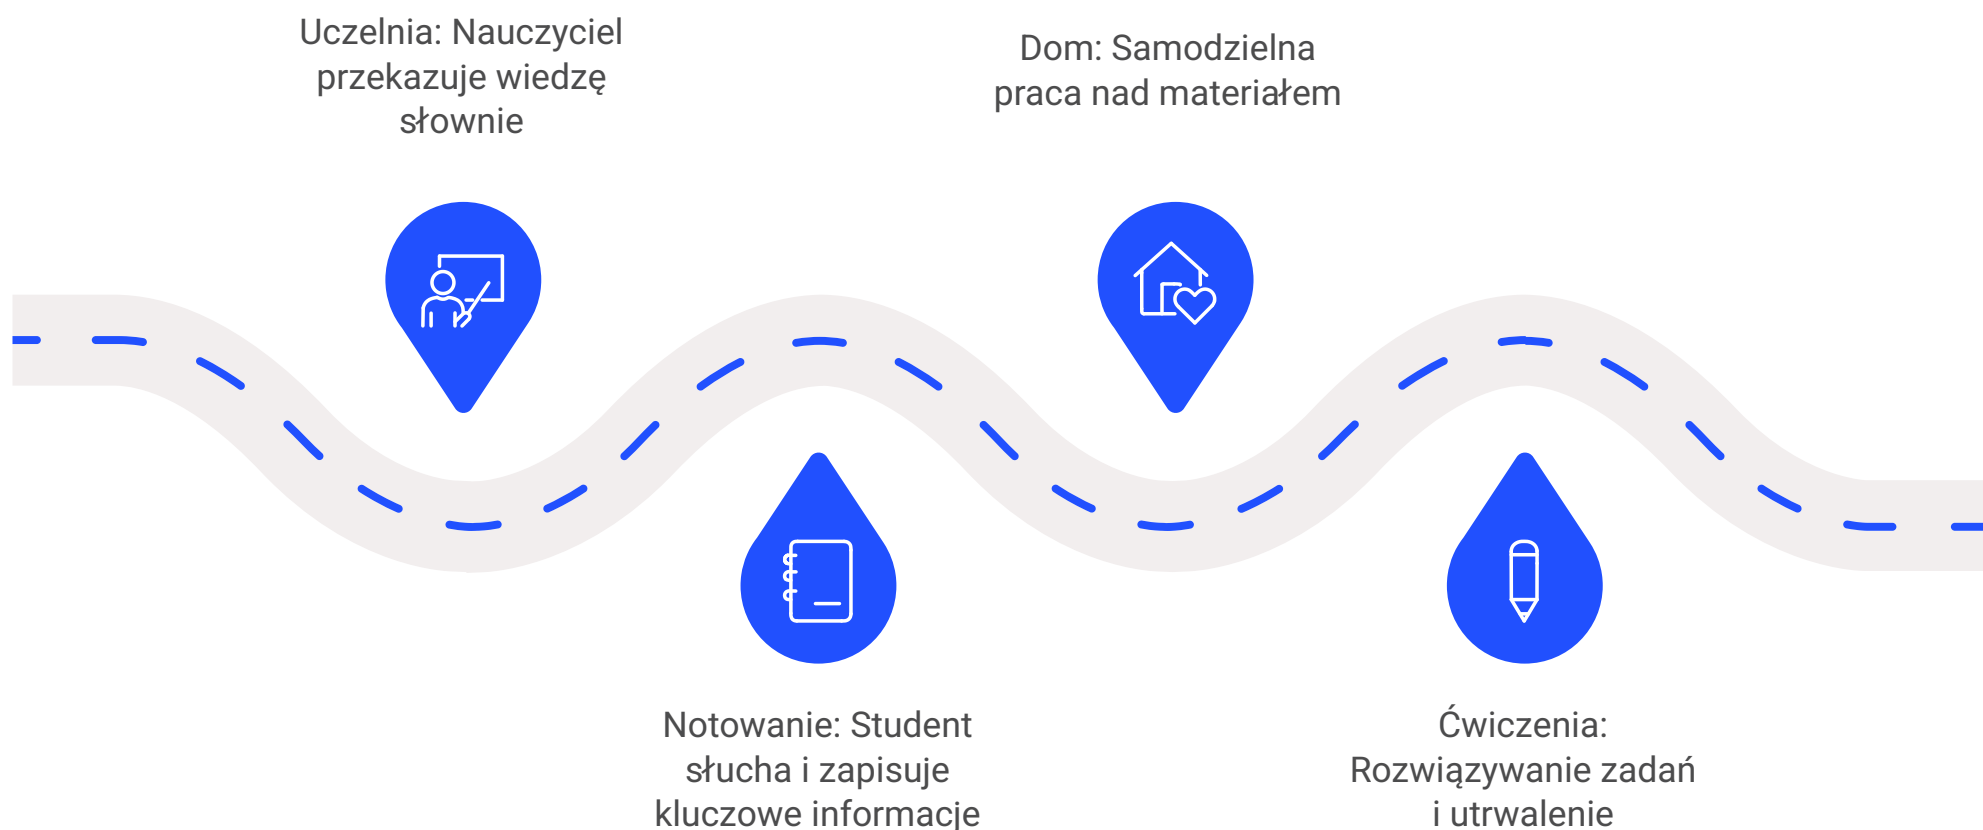 Uczelnia: Nauczyciel
przekazuje wiedzę
słownie
Notowanie: Student
słucha i zapisuje
kluczowe informacje
Dom: Samodzielna
praca nad materiałem
Ćwiczenia:
Rozwiązywanie zadań
i utrwalenie